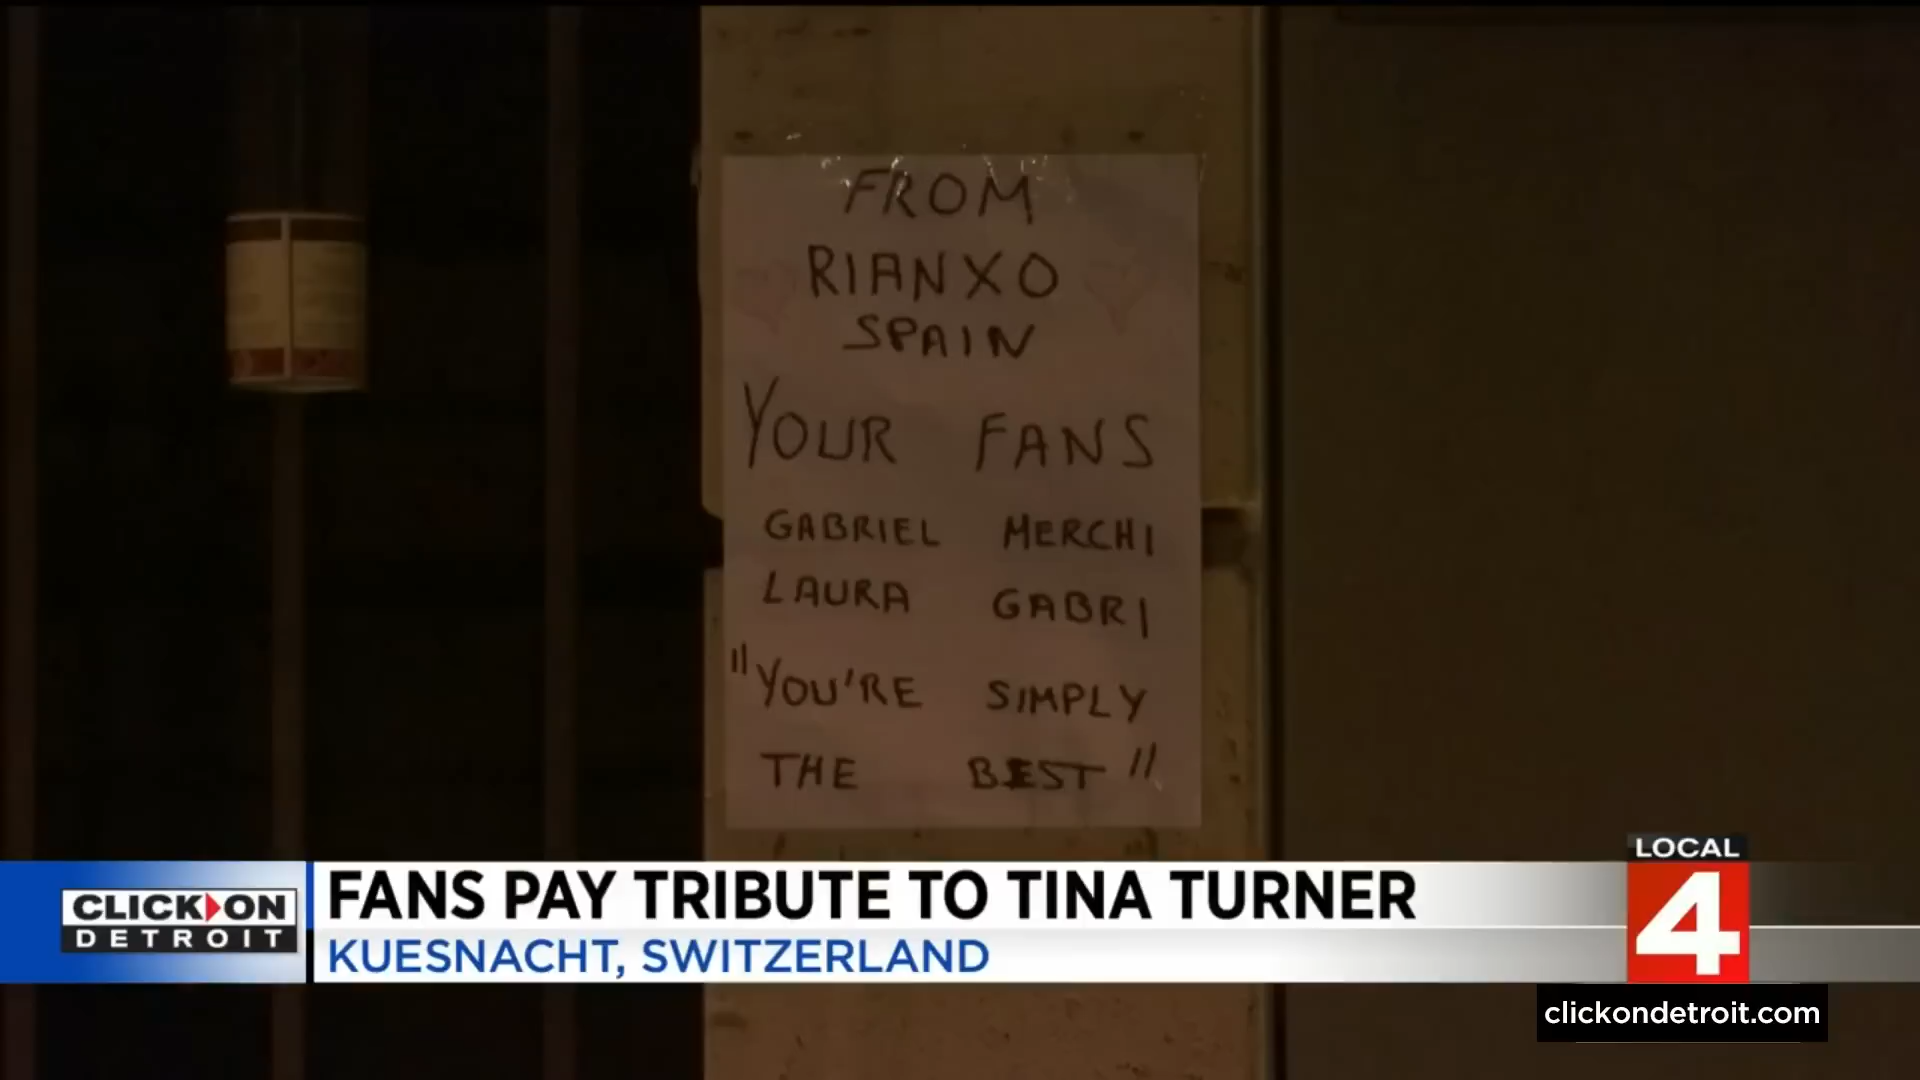 FROM
RIANXO
SPAIN
YOUR FANS
GABRIEL MERCHI
LAURA GABRI
"YOU'RE SIMPLY
THE BEST"
LOCAL
4
CLICK ON
DETROIT
FANS PAY TRIBUTE TO TINA TURNER
KUESNACHT, SWITZERLAND
clickondetroit.com